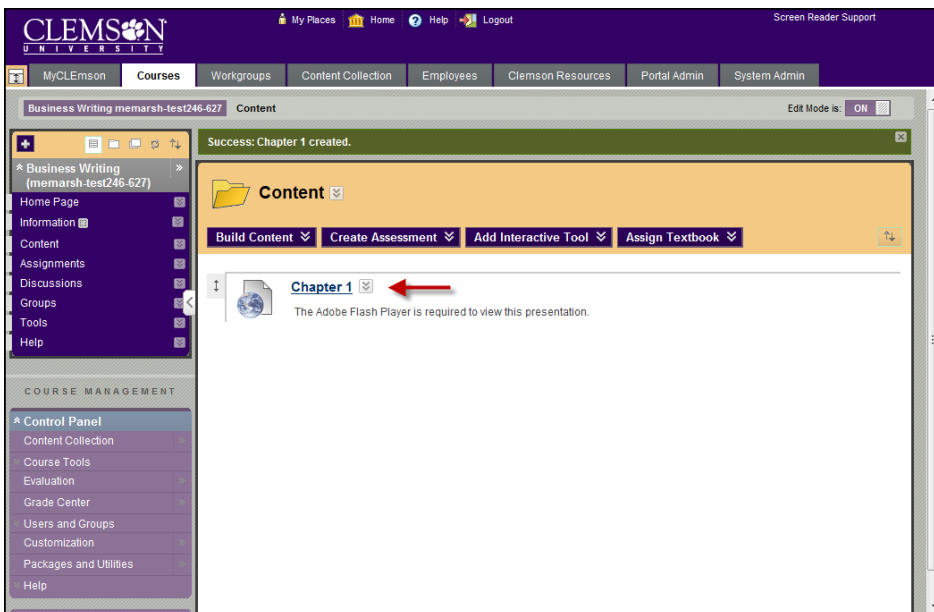 My Places Home Help Logout Screen Reader Support
CLEMSON
UNIVERSITY
MyCLEmson Courses Workgroups Content Collection Employees Clemson Resources Portal Admin System Admin
Business Writing memarsh-test246-627 Content Edit Mode is: ON
Success: Chapter 1 created.
Business Writing
(memarsh-test246-627)
Home Page
Information
Content
Assignments
Discussions
Groups
Tools
Help
Content
Build Content Create Assessment Add Interactive Tool Assign Textbook
Chapter 1
The Adobe Flash Player is required to view this presentation.
COURSE MANAGEMENT
Control Panel
Content Collection
Course Tools
Evaluation
Grade Center
Users and Groups
Customization
Packages and Utilities
Help